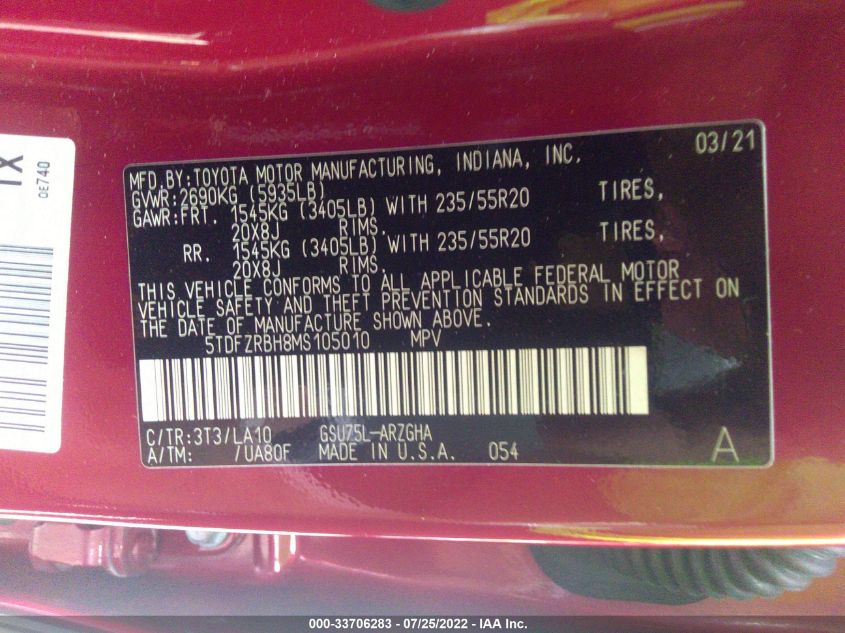 MFD.BY:TOYOTA MOTOR MANUFACTURING, INDIANA, INC. 03/21
GVWR:2690KG (5935LB)
GAWR:FRT. 1545KG (3405LB) WITH 235/55R20 TIRES,
20X8J RIMS.
RR. 1545KG (3405LB) WITH 235/55R20 TIRES,
20X8J RIMS.
THIS VEHICLE CONFORMS TO ALL APPLICABLE FEDERAL MOTOR
VEHICLE SAFETY AND THEFT PREVENTION STANDARDS IN EFFECT ON
THE DATE OF MANUFACTURE SHOWN ABOVE.
5TDFZRBH8MS105010 MPV
C/TR:3T3/LA10 GSU75L-ARZGHA
A/TM: /UA80F MADE IN U.S.A. 054 A
0E740
000-33706283 - 07/25/2022 - IAA Inc.